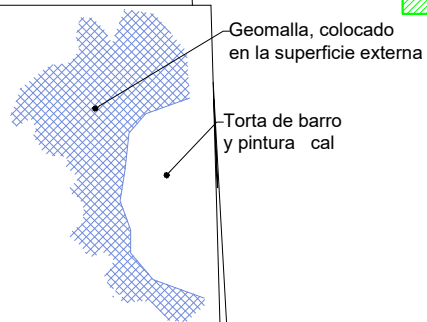 Geomalla, colocado
en la superficie externa
Torta de barro
y pintura cal